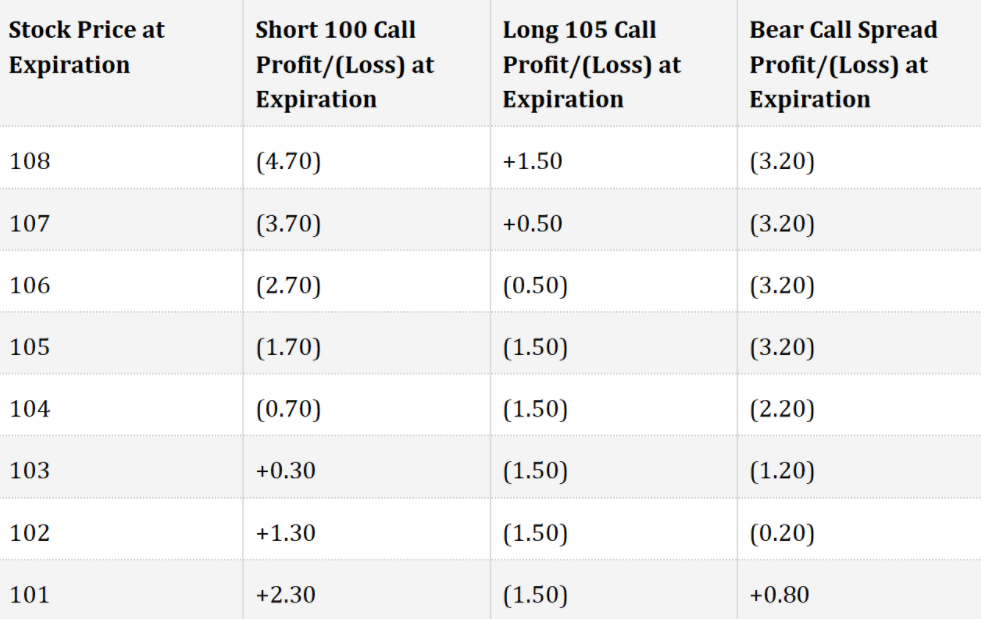 Stock Price at Expiration | Short 100 Call Profit/(Loss) at Expiration | Long 105 Call Profit/(Loss) at Expiration | Bear Call Spread Profit/(Loss) at Expiration
108 | (4.70) | +1.50 | (3.20)
107 | (3.70) | +0.50 | (3.20)
106 | (2.70) | (0.50) | (3.20)
105 | (1.70) | (1.50) | (3.20)
104 | (0.70) | (1.50) | (2.20)
103 | +0.30 | (1.50) | (1.20)
102 | +1.30 | (1.50) | (0.20)
101 | +2.30 | (1.50) | +0.80